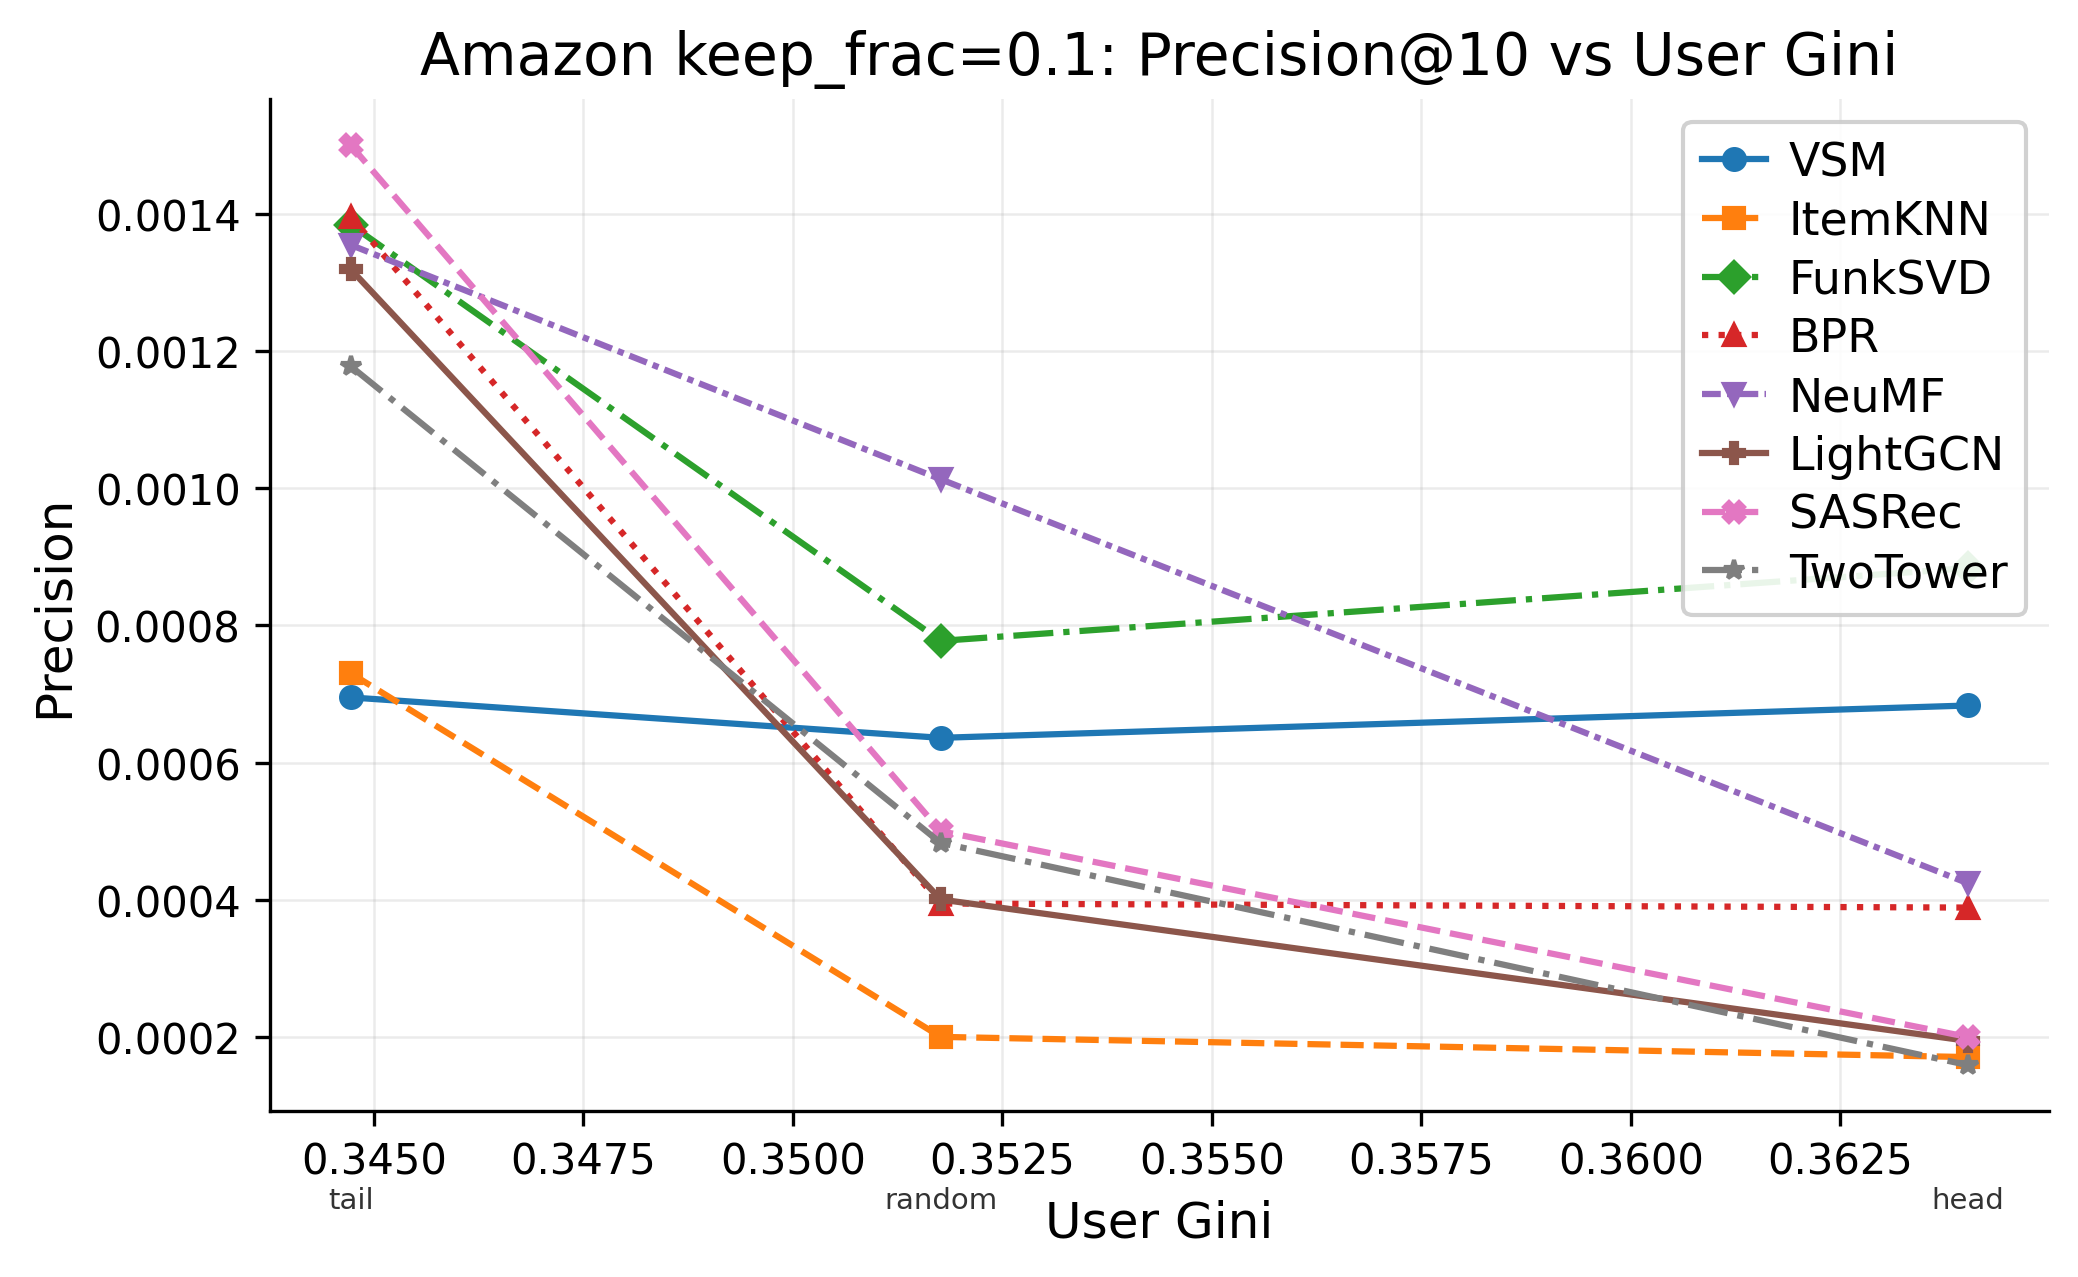 Amazon keep_frac=0.1: Precision@10 vs User Gini
Precision
0.0014
0.0012
0.0010
0.0008
0.0006
0.0004
0.0002
VSM
ItemKNN
FunkSVD
BPR
NeuMF
LightGCN
SASRec
TwoTower
0.3450 0.3475 0.3500 0.3525 0.3550 0.3575 0.3600 0.3625
tail random head
User Gini